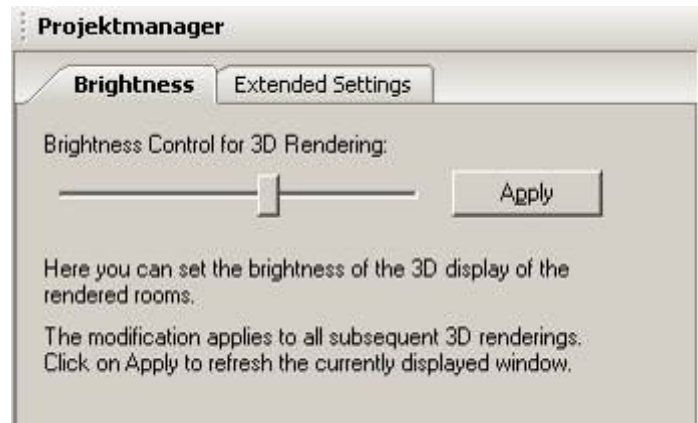 Projektmanager
Brightness Extended Settings
Brightness Control for 3D Rendering:
Apply
Here you can set the brightness of the 3D display of the
rendered rooms.
The modification applies to all subsequent 3D renderings.
Click on Apply to refresh the currently displayed window.